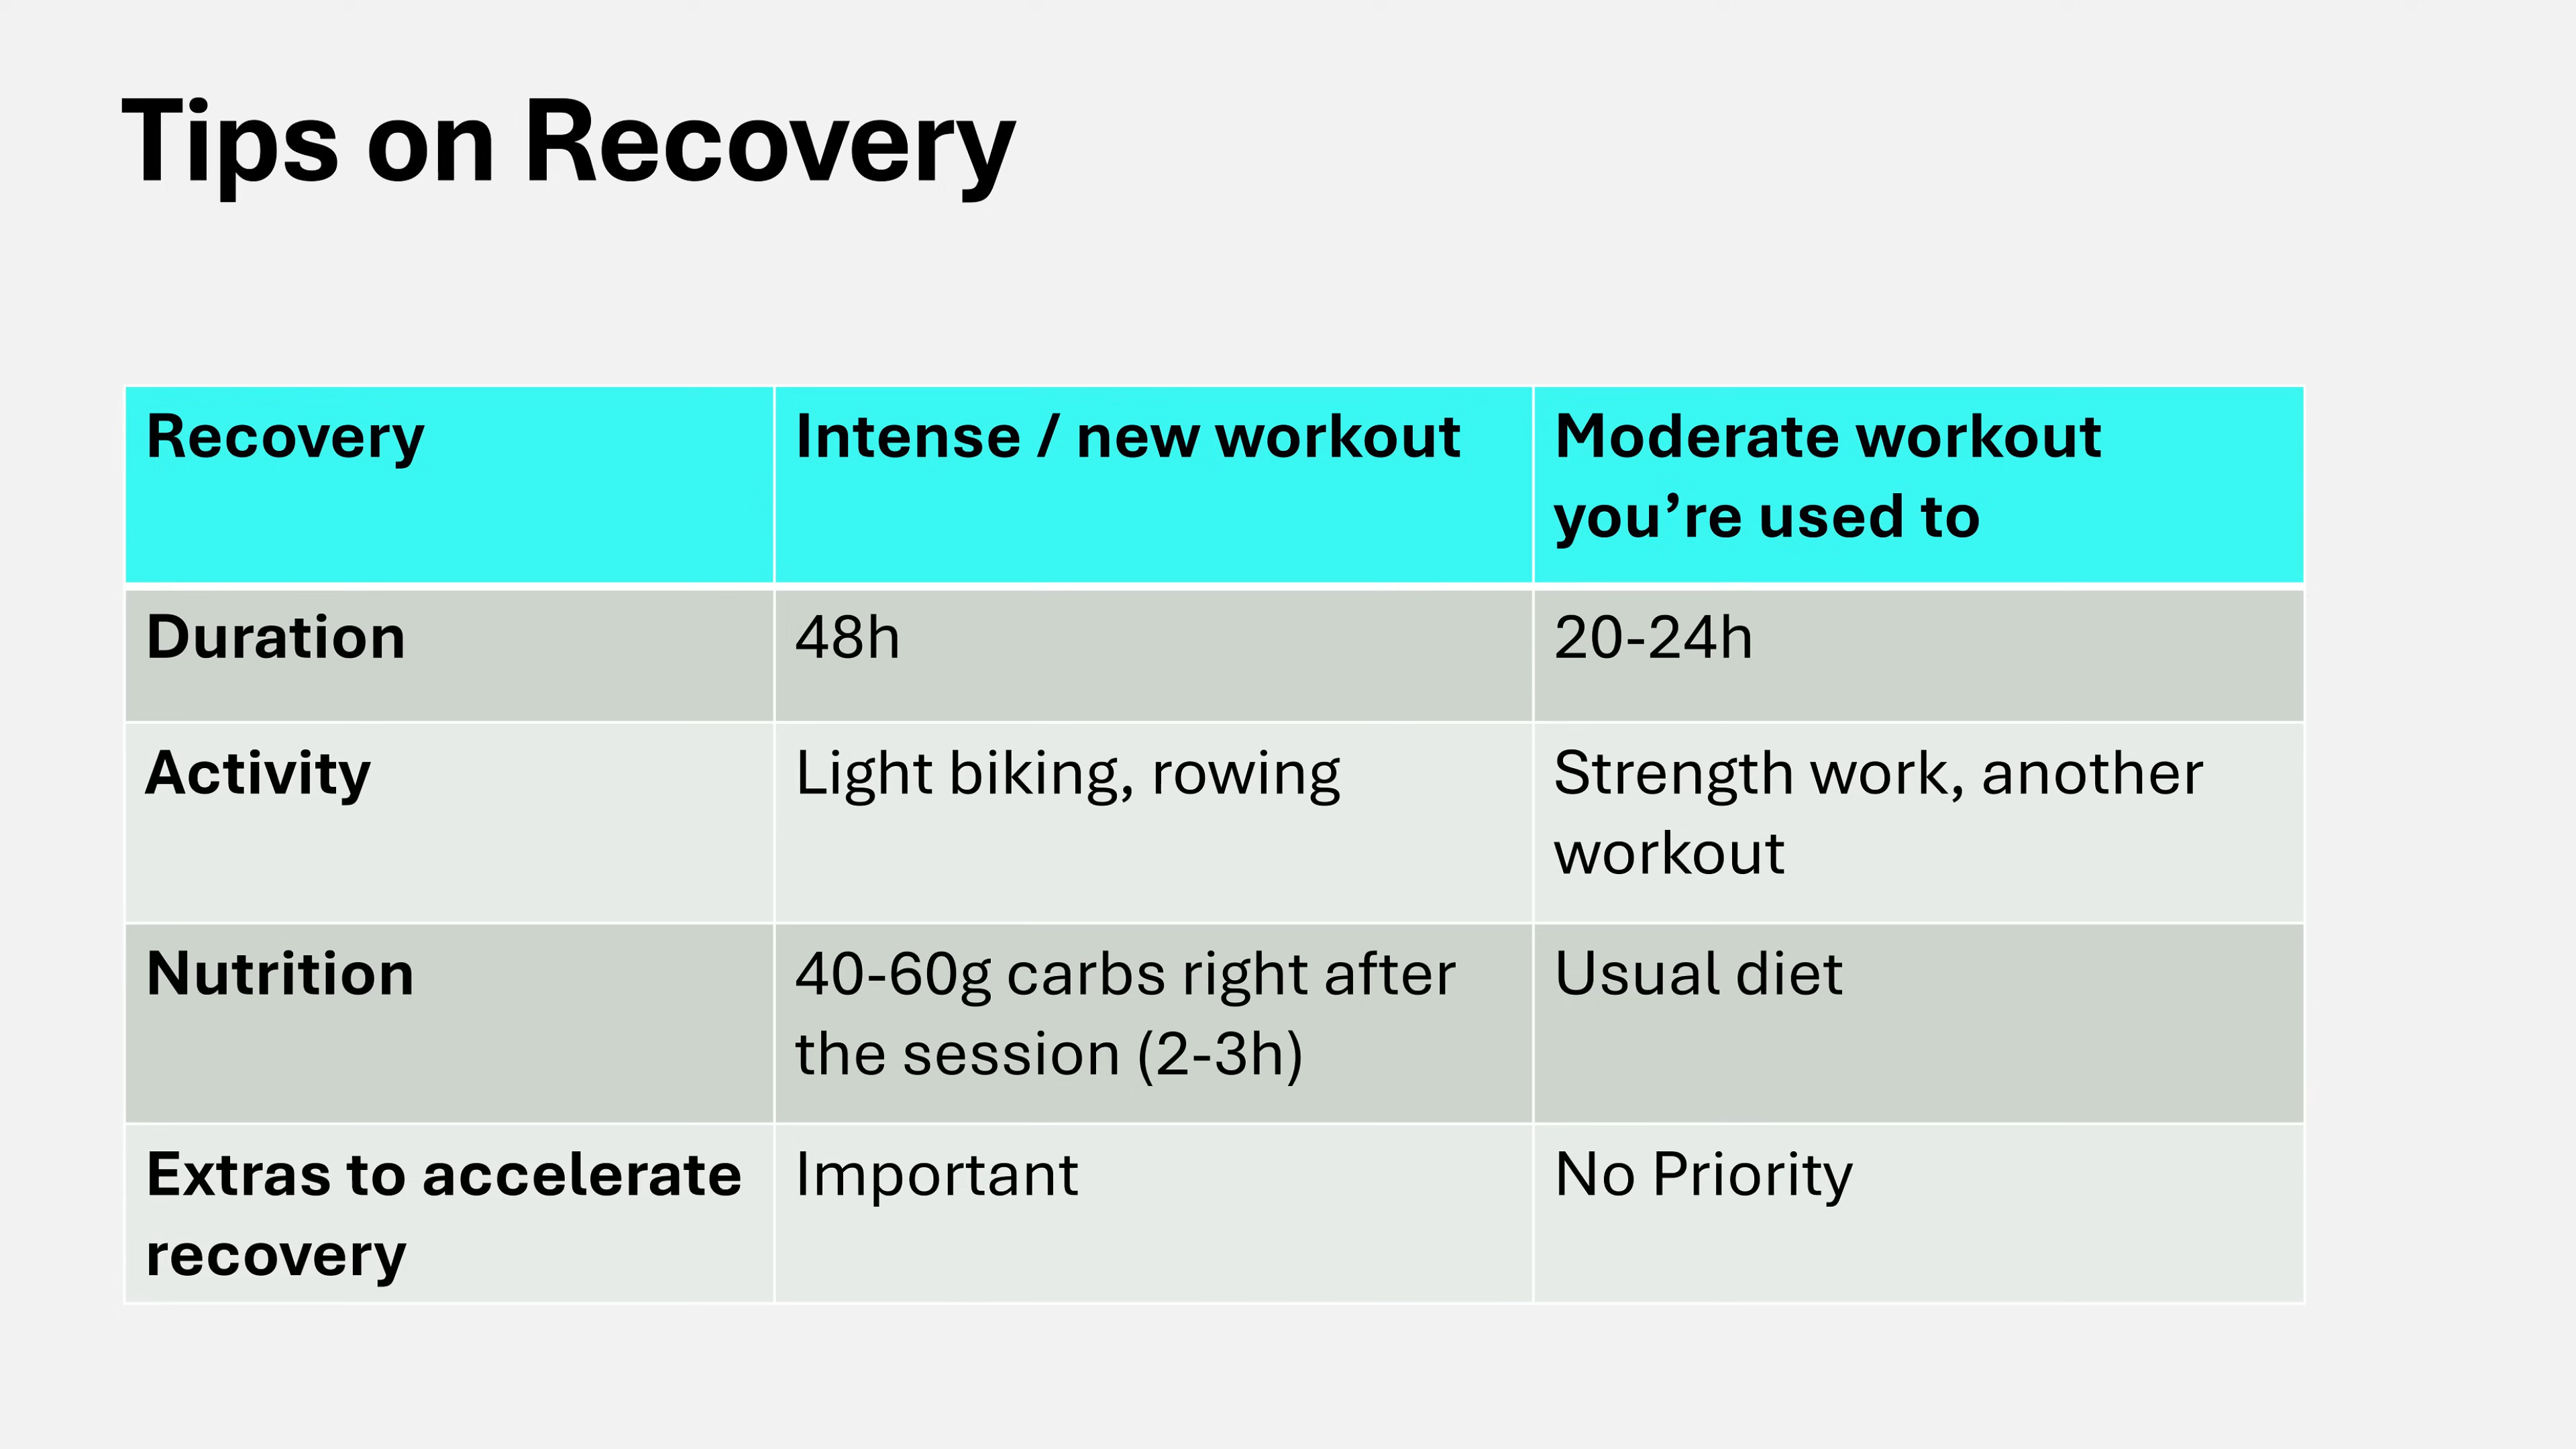 Tips on Recovery
Recovery
Intense / new workout
Moderate workout
you’re used to
Duration
48h
20-24h
Activity
Light biking, rowing
Strength work, another
workout
Nutrition
40-60g carbs right after
the session (2-3h)
Usual diet
Extras to accelerate
recovery
Important
No Priority